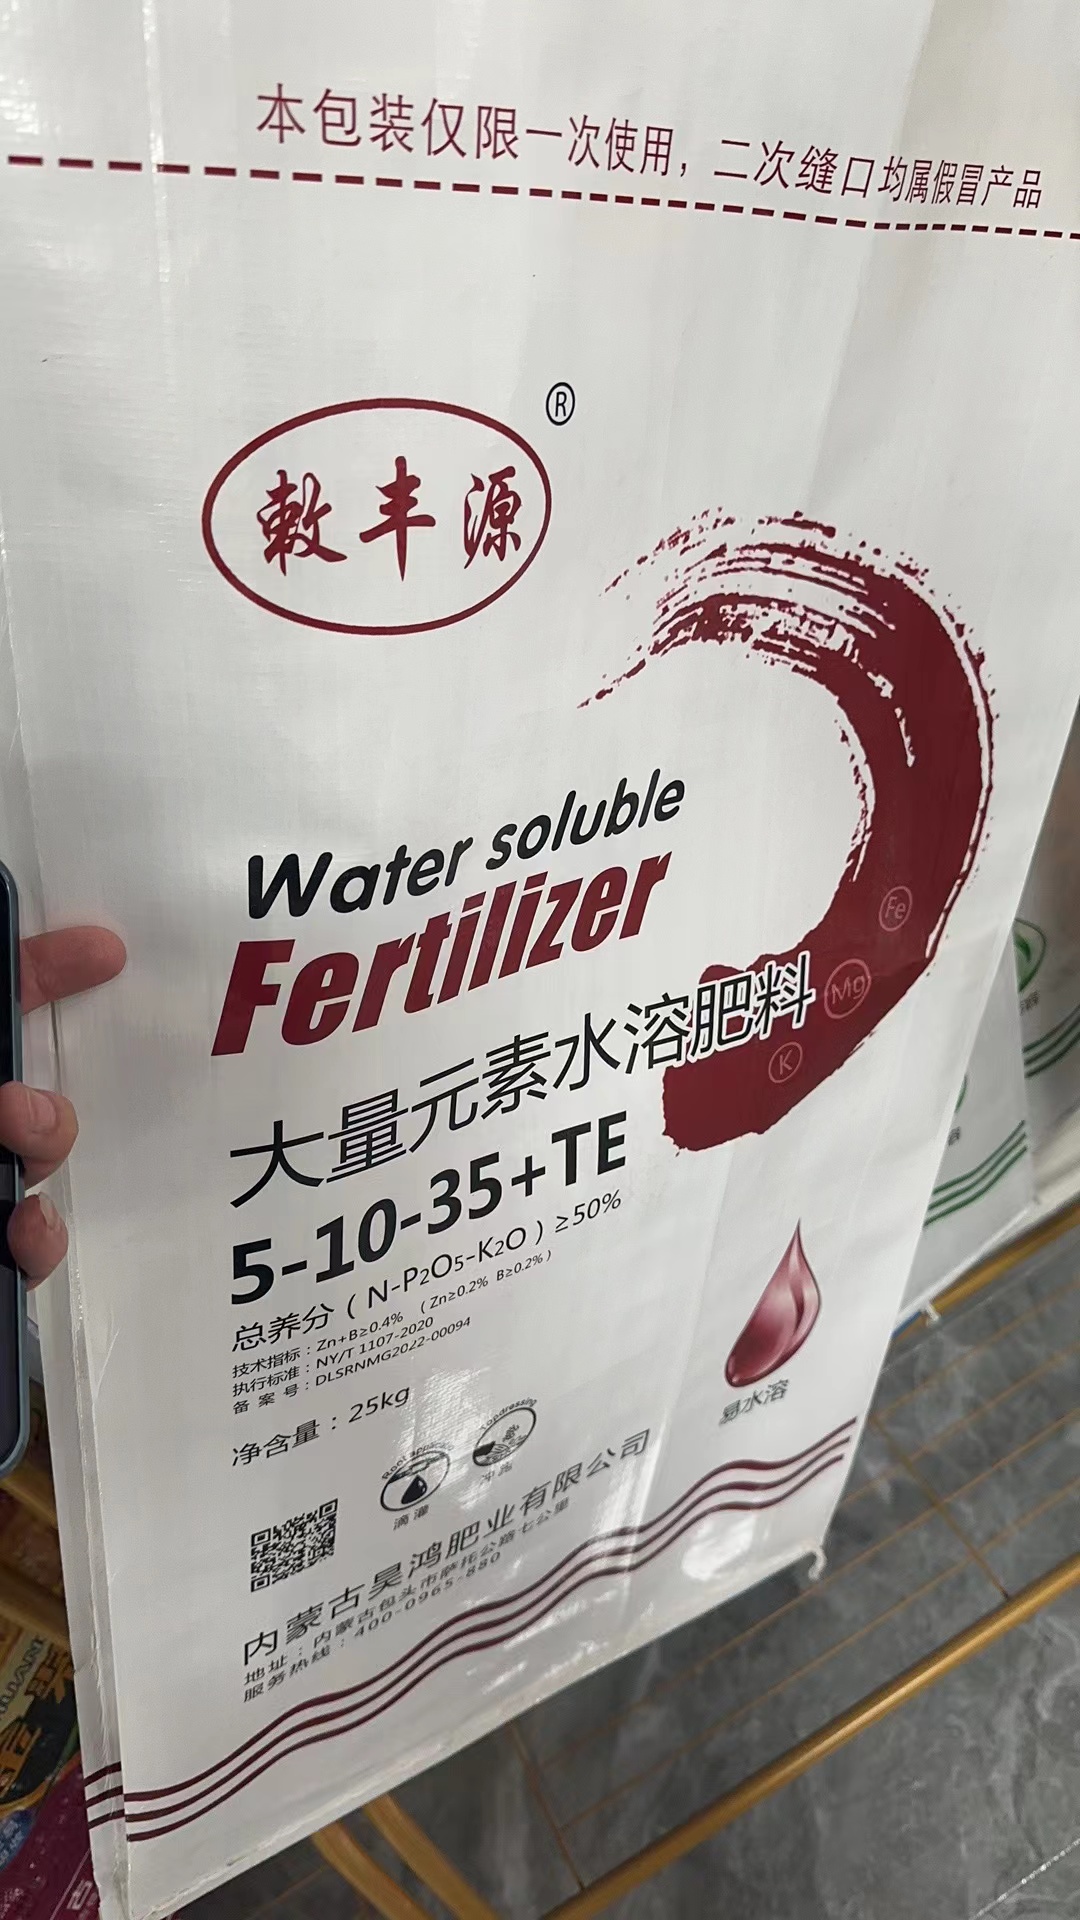 本包装仅限一次使用，二次缝口均属假冒产品
®
敕丰源
Water soluble
Fertilizer
Fe
Mg
K
大量元素水溶肥料
5-10-35+TE
总养分（N-P₂O₅-K₂O）≥50%
技术指标：Zn+B≥0.4%（Zn≥0.2% B≥0.2%）
执行标准：NY/T 1107-2020
备案号：DLSRNMG2022-00094
净含量：25kg
易水溶
Topdressing
冲施
滴灌
内蒙古昊鸿肥业有限公司
地址：内蒙古包头市萨托公路七公里
服务热线：400-0965-880